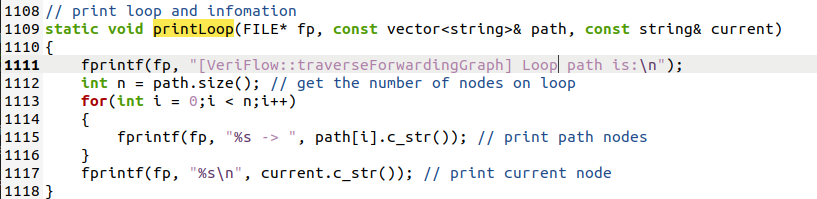 1108 // print loop and infomation
1109 static void printLoop(FILE* fp, const vector<string>& path, const string& current)
1110 {
1111     fprintf(fp, "[VeriFlow::traverseForwardingGraph] Loop path is:\n");
1112     int n = path.size(); // get the number of nodes on loop
1113     for(int i = 0;i < n;i++)
1114     {
1115         fprintf(fp, "%s -> ", path[i].c_str()); // print path nodes
1116     }
1117     fprintf(fp, "%s\n", current.c_str()); // print current node
1118 }